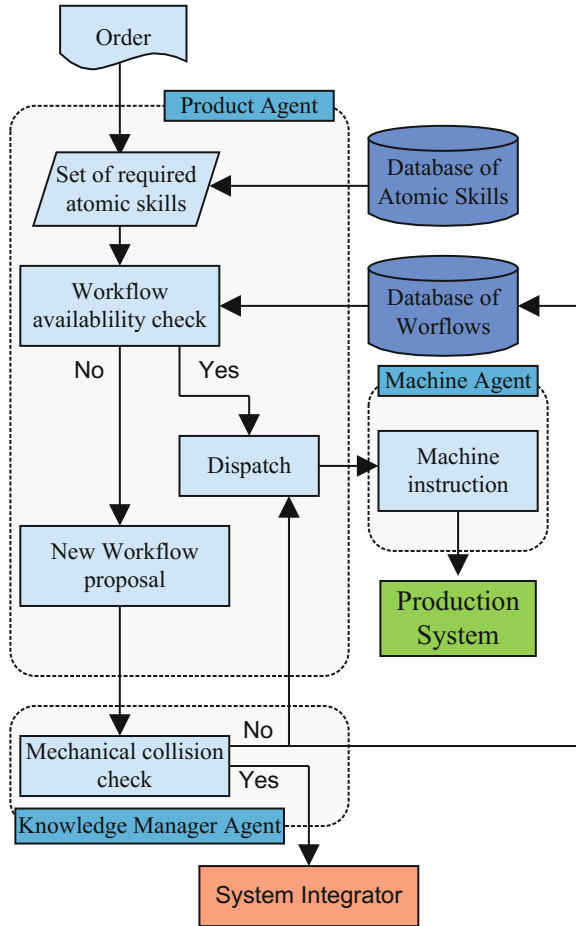 Order
Product Agent
Set of required
atomic skills
Database of
Atomic Skills
Workflow
availablility check
Database of
Worflows
No
Yes
Machine Agent
Dispatch
Machine
instruction
New Workflow
proposal
Production
System
Mechanical collision
check
No
Yes
Knowledge Manager Agent
System Integrator